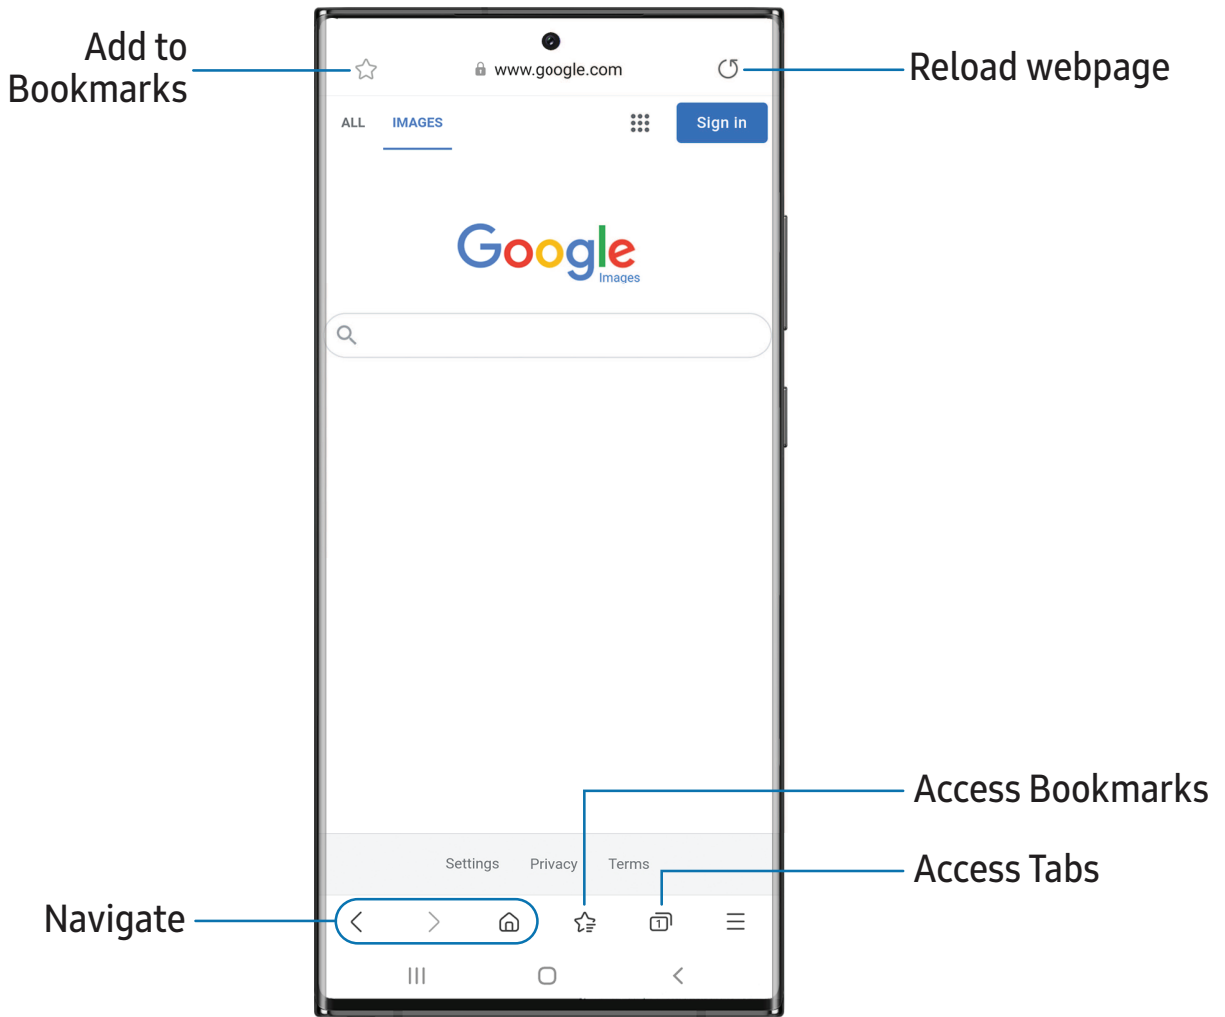 Add to
Bookmarks
www.google.com
Reload webpage
ALL IMAGES Sign in
Google
Images
Access Bookmarks
Settings Privacy Terms
Access Tabs
Navigate
1